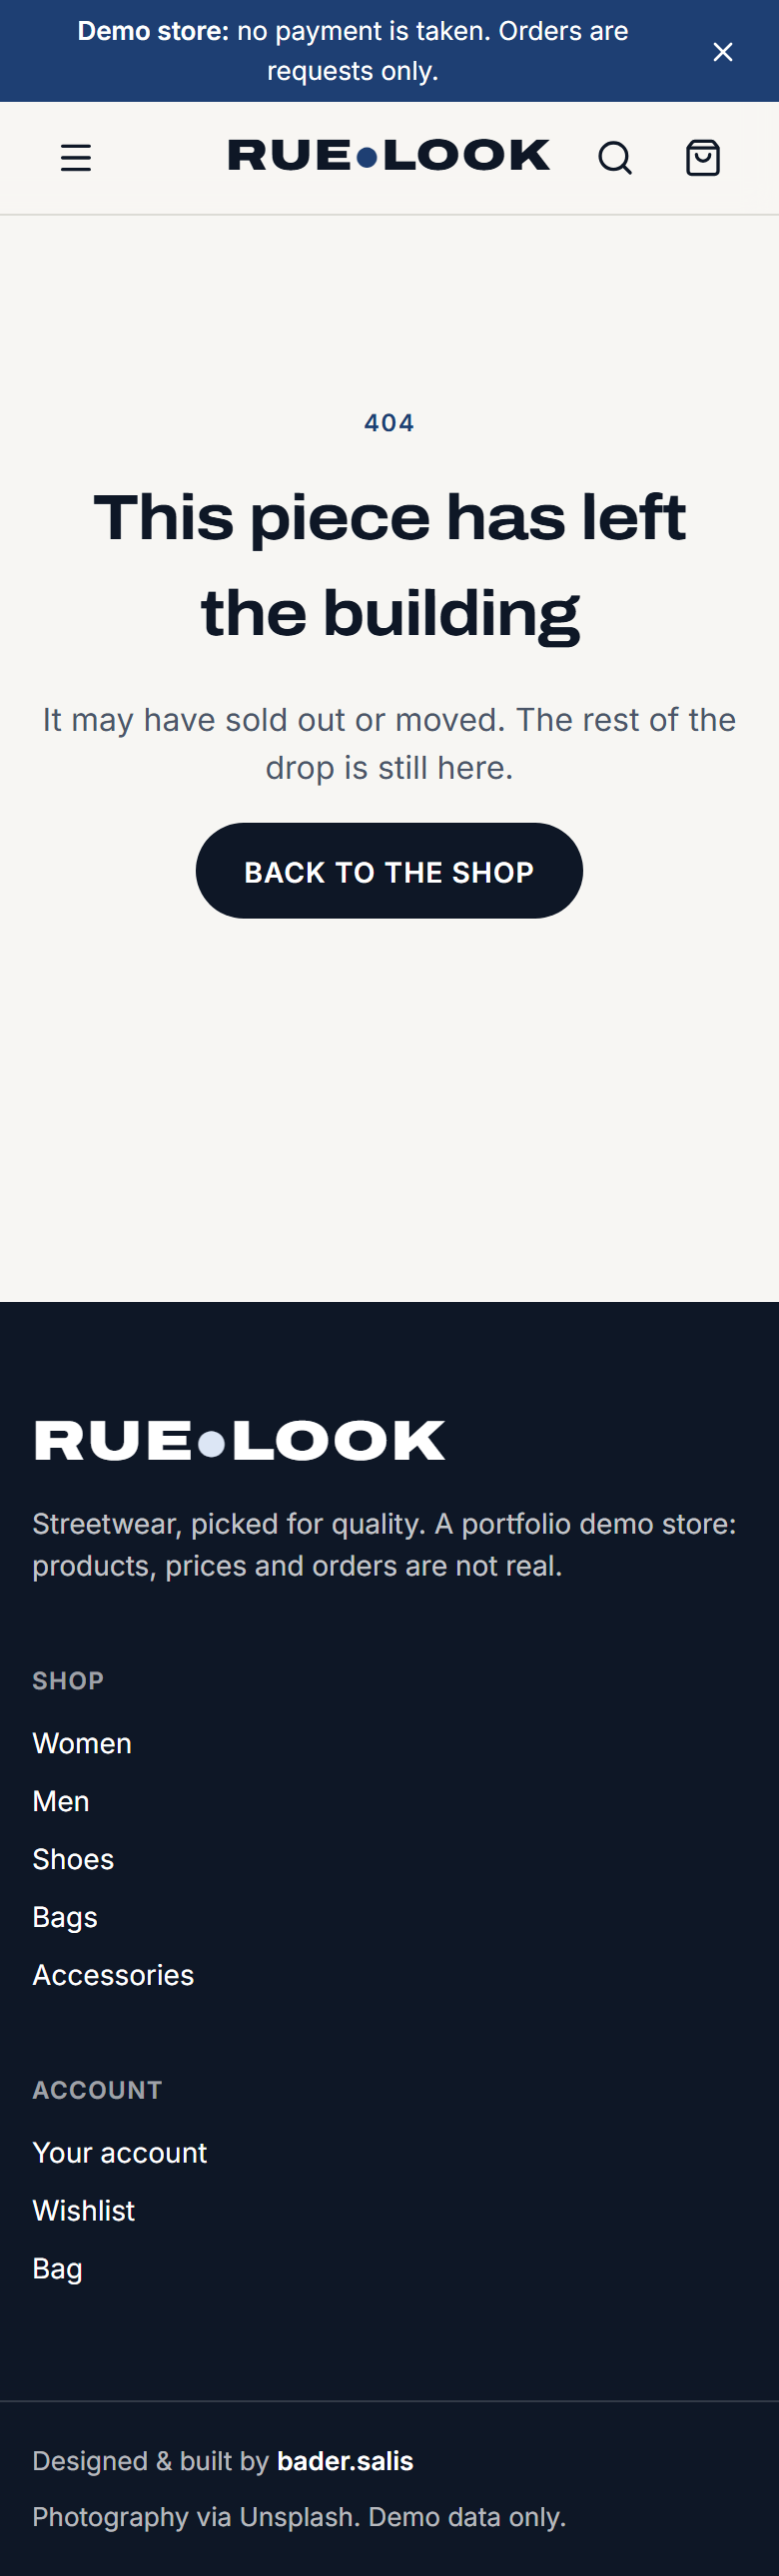 Demo store: no payment is taken. Orders are
requests only.
RUE•LOOK
404
This piece has left
the building
It may have sold out or moved. The rest of the
drop is still here.
BACK TO THE SHOP
RUE•LOOK
Streetwear, picked for quality. A portfolio demo store:
products, prices and orders are not real.
SHOP
Women
Men
Shoes
Bags
Accessories
ACCOUNT
Your account
Wishlist
Bag
Designed & built by bader.salis
Photography via Unsplash. Demo data only.